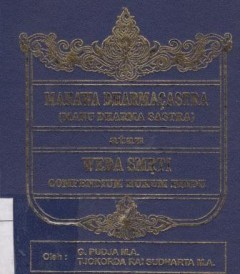 MANAWA DHARMAÇASTRA
(MANU DHARMA SASTRA)
atau
WEDA SMRTI
COMPENDIUM HUKUM HINDU
Oleh : G. PUDJA M.A.
TJOKORDA RAI SUDHARTA M.A.